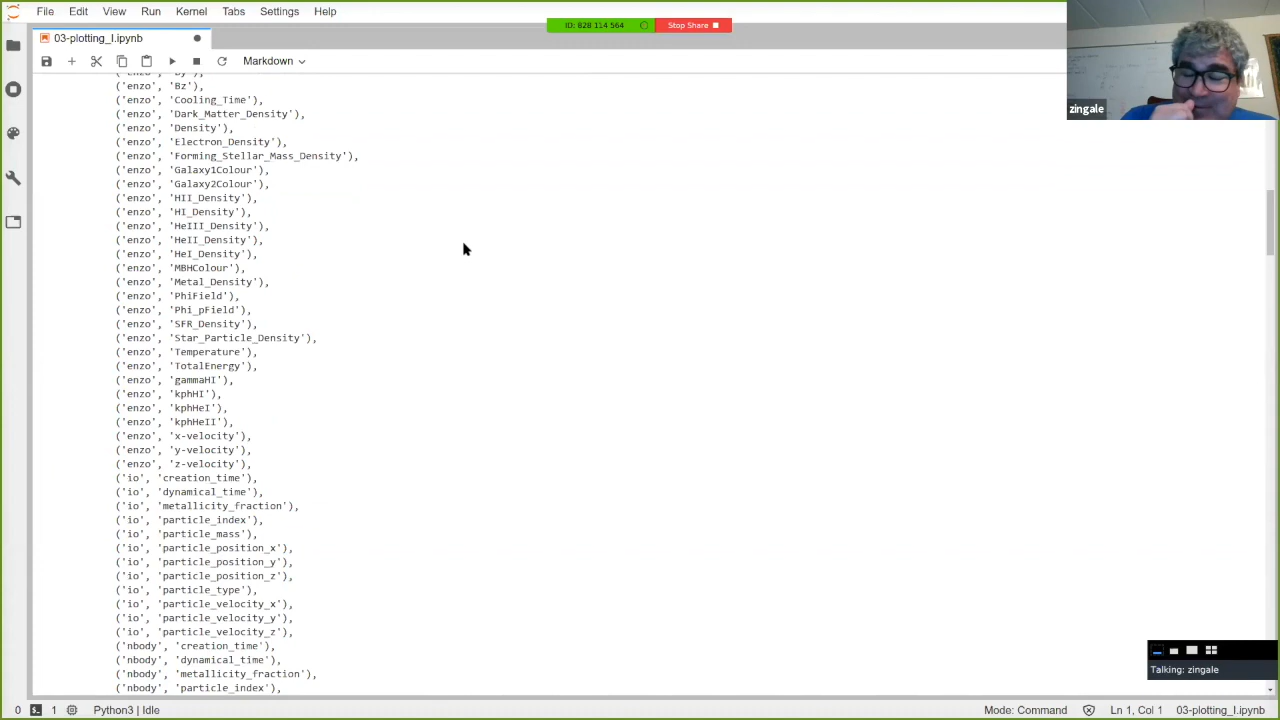 File Edit View Run Kernel Tabs Settings Help
ID: 828 114 564 Stop Share
03-plotting_I.ipynb
zingale
Markdown
('enzo', 'By'),
('enzo', 'Bz'),
('enzo', 'Cooling_Time'),
('enzo', 'Dark_Matter_Density'),
('enzo', 'Density'),
('enzo', 'Electron_Density'),
('enzo', 'Forming_Stellar_Mass_Density'),
('enzo', 'Galaxy1Colour'),
('enzo', 'Galaxy2Colour'),
('enzo', 'HII_Density'),
('enzo', 'HI_Density'),
('enzo', 'HeIII_Density'),
('enzo', 'HeII_Density'),
('enzo', 'HeI_Density'),
('enzo', 'MBHColour'),
('enzo', 'Metal_Density'),
('enzo', 'PhiField'),
('enzo', 'Phi_pField'),
('enzo', 'SFR_Density'),
('enzo', 'Star_Particle_Density'),
('enzo', 'Temperature'),
('enzo', 'TotalEnergy'),
('enzo', 'gammaHI'),
('enzo', 'kphHI'),
('enzo', 'kphHeI'),
('enzo', 'kphHeII'),
('enzo', 'x-velocity'),
('enzo', 'y-velocity'),
('enzo', 'z-velocity'),
('io', 'creation_time'),
('io', 'dynamical_time'),
('io', 'metallicity_fraction'),
('io', 'particle_index'),
('io', 'particle_mass'),
('io', 'particle_position_x'),
('io', 'particle_position_y'),
('io', 'particle_position_z'),
('io', 'particle_type'),
('io', 'particle_velocity_x'),
('io', 'particle_velocity_y'),
('io', 'particle_velocity_z'),
('nbody', 'creation_time'),
('nbody', 'dynamical_time'),
('nbody', 'metallicity_fraction'),
('nbody', 'particle_index'),
Talking: zingale
0 1 Python3 | Idle Mode: Command Ln 1, Col 1 03-plotting_I.ipynb